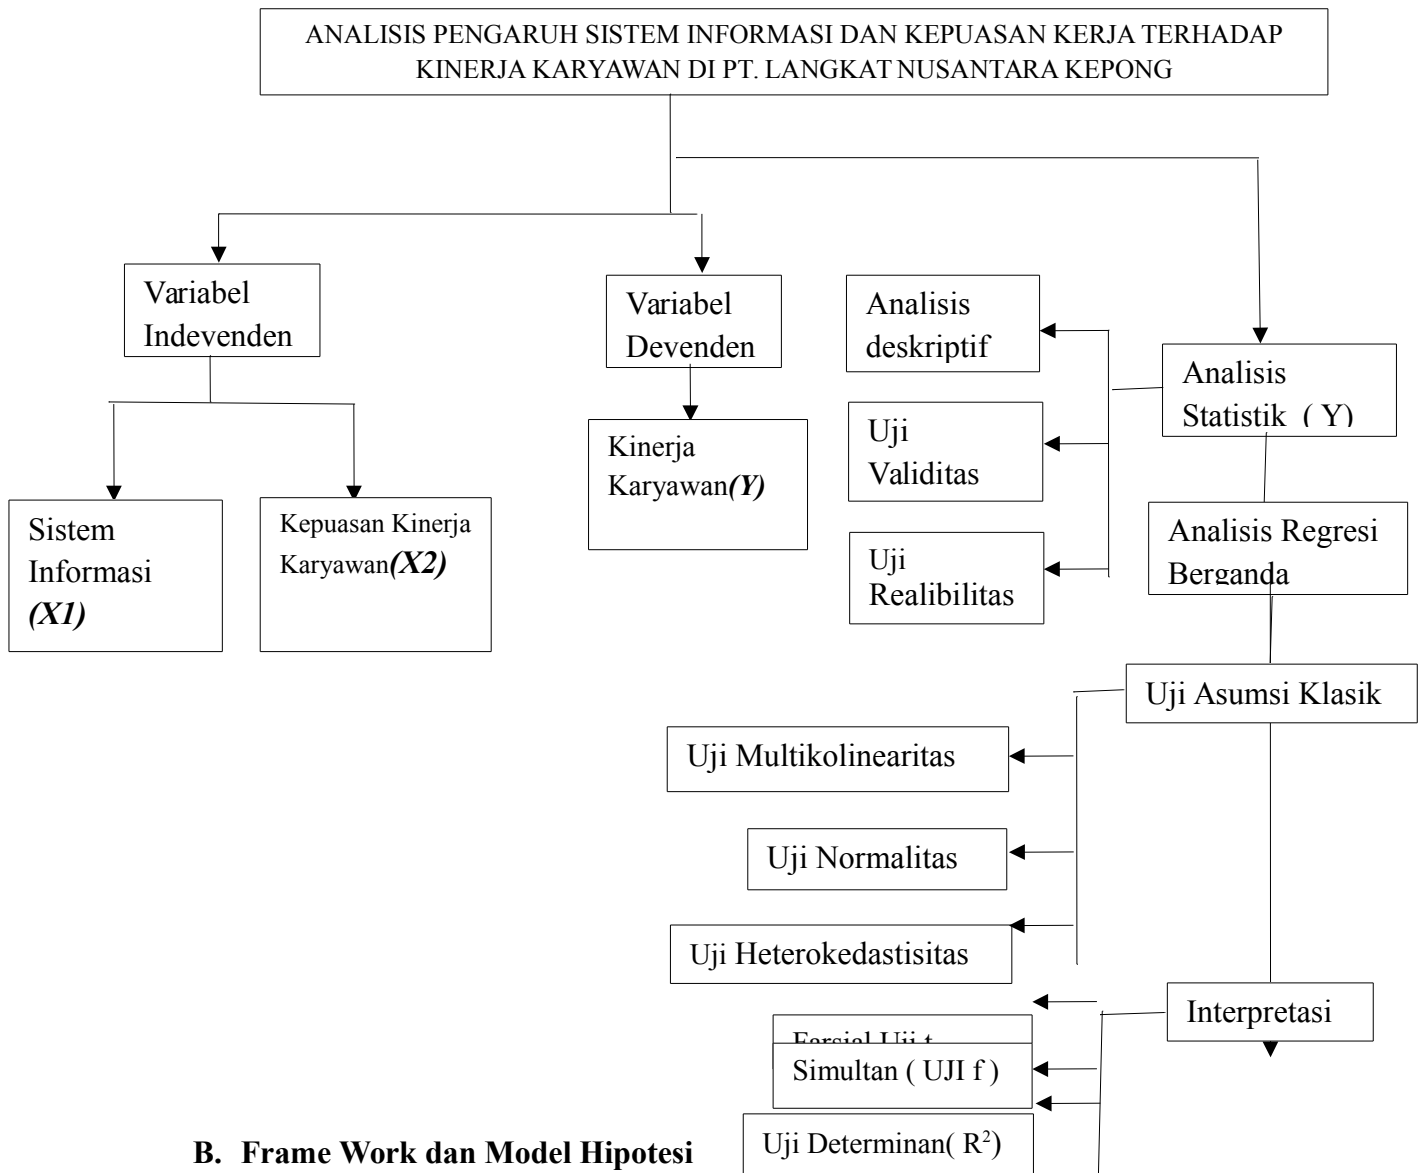 ANALISIS PENGARUH SISTEM INFORMASI DAN KEPUASAN KERJA TERHADAP
KINERJA KARYAWAN DI PT. LANGKAT NUSANTARA KEPONG
Variabel
Indevenden
Variabel
Devenden
Analisis
deskriptif
Analisis
Statistik ( Y)
Uji
Validitas
Kinerja
Karyawan(Y)
Sistem
Informasi
(X1)
Kepuasan Kinerja
Karyawan(X2)
Uji
Realibilitas
Analisis Regresi
Berganda
Uji Asumsi Klasik
Uji Multikolinearitas
Uji Normalitas
Uji Heterokedastisitas
Interpretasi
Farsial Uji t
Simultan ( UJI f )
Uji Determinan( R²)
B. Frame Work dan Model Hipotesi